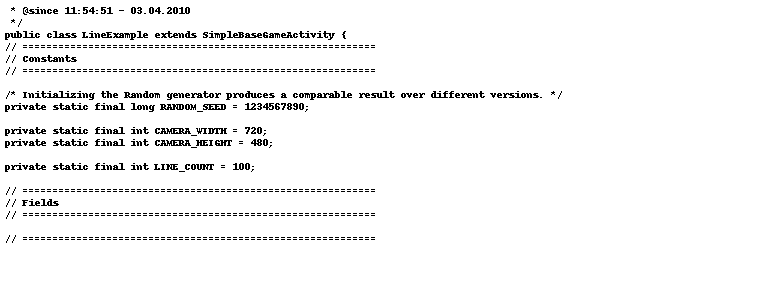 * @since 11:54:51 - 03.04.2010
*/
public class LineExample extends SimpleBaseGameActivity {
// ===========================================================
// Constants
// ===========================================================
/* Initializing the Random generator produces a comparable result over different versions. */
private static final long RANDOM_SEED = 1234567890;
private static final int CAMERA_WIDTH = 720;
private static final int CAMERA_HEIGHT = 480;
private static final int LINE_COUNT = 100;
// ===========================================================
// Fields
// ===========================================================
// ===========================================================